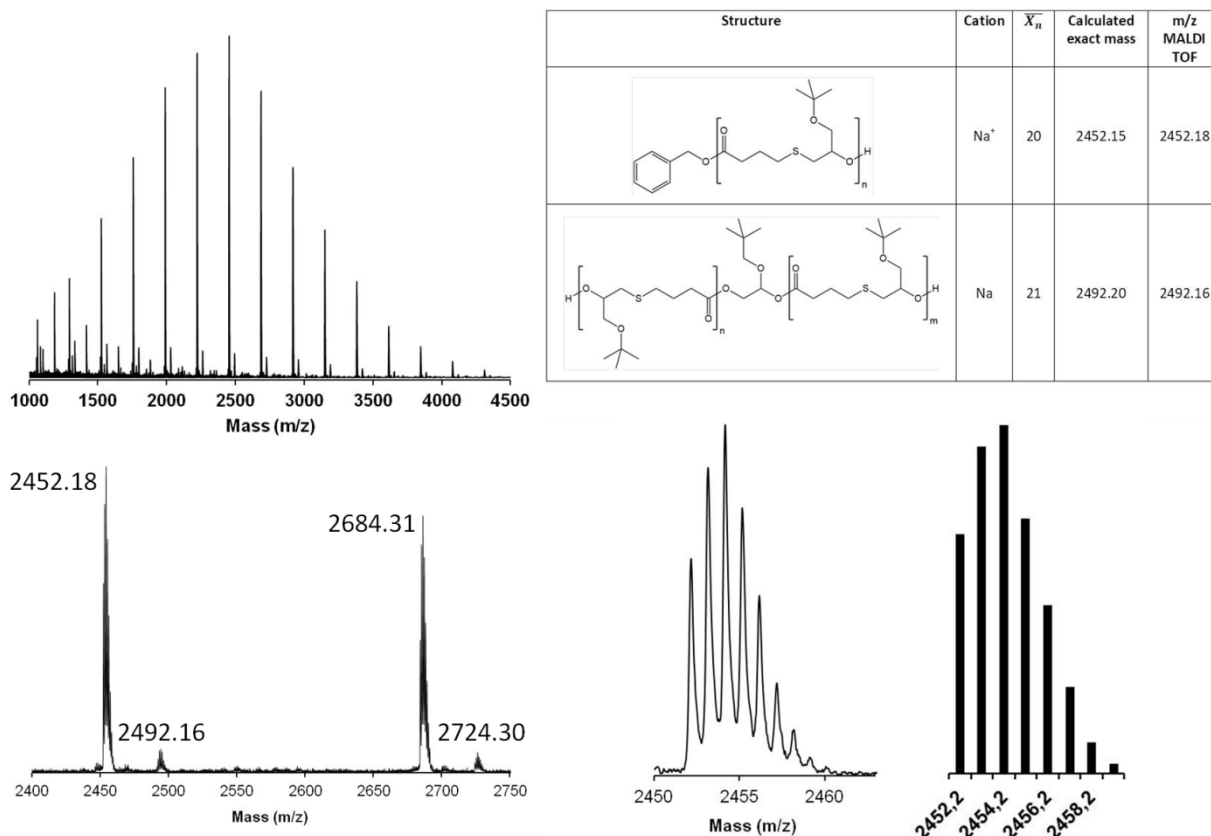 1000 1500 2000 2500 3000 3500 4000 4500
Mass (m/z)
Structure Cation Xn Calculated exact mass m/z MALDI TOF
O
O
O
S
O
H
n
Na+ 20 2452.15 2452.18
H
O
S
O
O
n
O
O
O
O
O
S
O
H
m
Na 21 2492.20 2492.16
2452.18
2684.31
2492.16
2724.30
2400 2450 2500 2550 2600 2650 2700 2750
Mass (m/z)
2450 2455 2460
Mass (m/z)
2452,2 2454,2 2456,2 2458,2